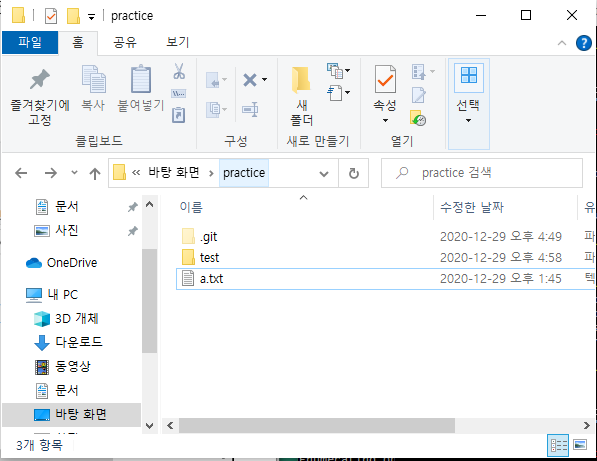 practice
파일 홈 공유 보기
즐겨찾기에
고정
복사
붙여넣기
클립보드
구성
새
폴더
새로 만들기
속성
열기
선택
« 바탕 화면 › practice
practice 검색
문서
사진
OneDrive
내 PC
3D 개체
다운로드
동영상
문서
바탕 화면
이름 수정한 날짜 유
.git 2020-12-29 오후 4:49 파
test 2020-12-29 오후 4:58 파
a.txt 2020-12-29 오후 1:45 텍
3개 항목